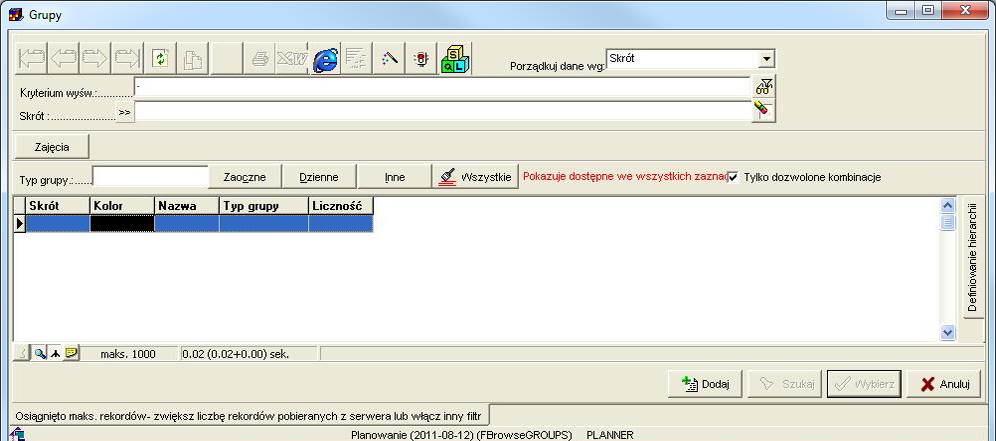 Grupy
SQL
Porządkuj dane wg: Skrót
Kryterium wyśw.:............ -
Skrót :....................... >>
Zajęcia
Typ grupy.:...... Zaoczne Dzienne Inne Wszystkie Pokazuje dostępne we wszystkich zaznac Tylko dozwolone kombinacje
Skrót Kolor Nazwa Typ grupy Liczność
Definiowanie hierarchii
maks. 1000 0.02 (0.02+0.00) sek.
Dodaj Szukaj Wybierz Anuluj
Osiągnięto maks. rekordów- zwiększ liczbę rekordów pobieranych z serwera lub włącz inny filtr
Planowanie (2011-08-12) (FBrowseGROUPS) PLANNER